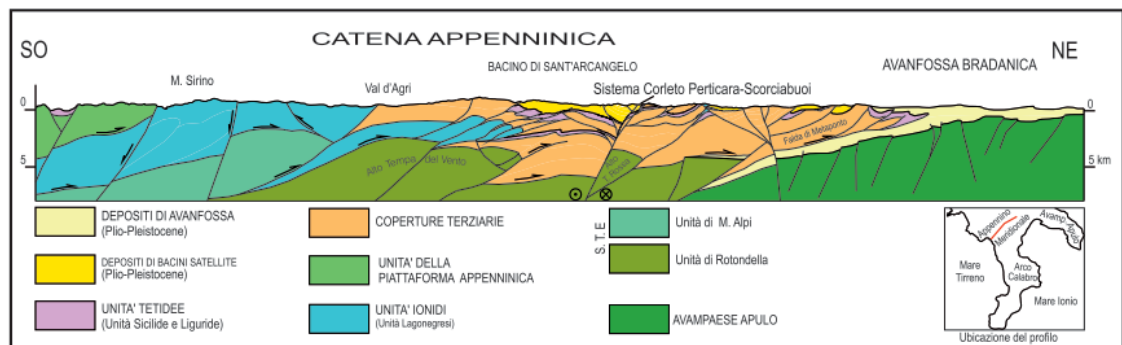 SO
CATENA APPENNINICA
NE
BACINO DI SANT'ARCANGELO
AVANFOSSA BRADANICA
M. Sirino
Val d'Agri
Sistema Corleto Perticara-Scorciabuoi
0
0
Falda di Metaponto
Alto Tempa del Vento
Alto T. Rossa
5
5 km
DEPOSITI DI AVANFOSSA
(Plio-Pleistocene)
COPERTURE TERZIARIE
S. T. E
Unità di M. Alpi
DEPOSITI DI BACINI SATELLITE
(Plio-Pleistocene)
UNITA' DELLA
PIATTAFORMA APPENNINICA
Unità di Rotondella
UNITA' TETIDEE
(Unità Sicilide e Liguride)
UNITA' IONIDI
(Unità Lagonegresi)
AVAMPAESE APULO
Appennino
Meridionale
Avamp. Apulo
Mare
Tirreno
Arco
Calabro
Mare Ionio
Ubicazione del profilo